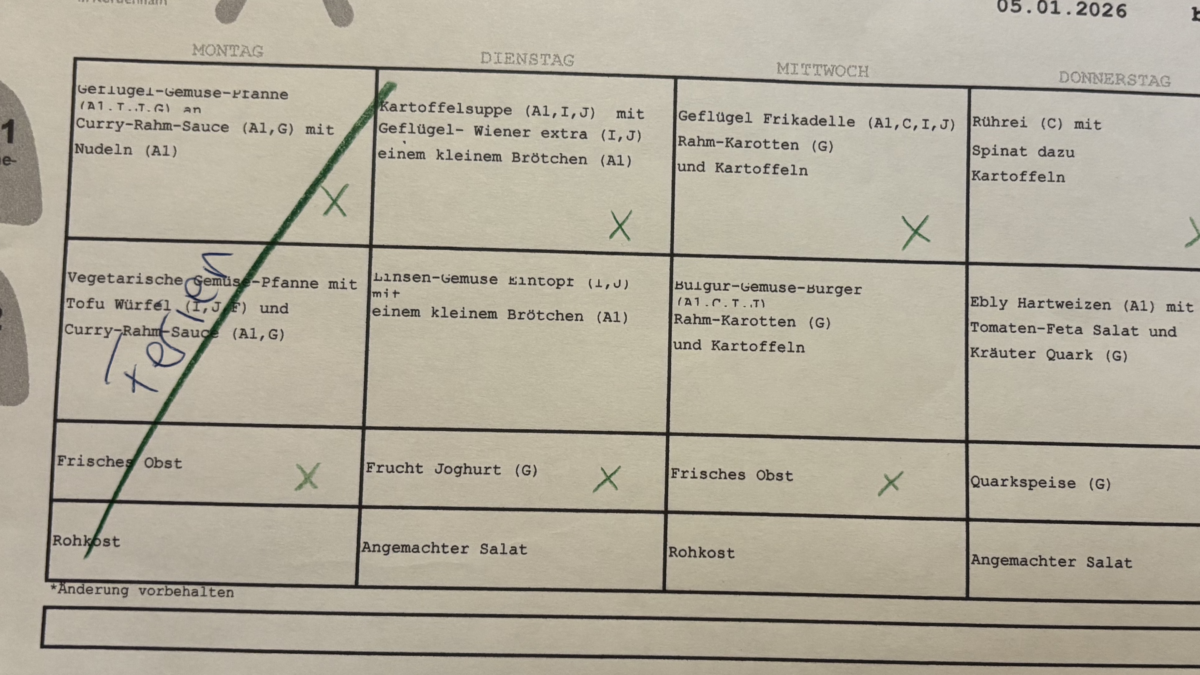 05.01.2026
MONTAG
DIENSTAG
MITTWOCH
DONNERSTAG
Geflügel-Gemüse-Pfanne
(A1,I,J,G) an
Curry-Rahm-Sauce (A1,G) mit
Nudeln (A1)
X
Kartoffelsuppe (A1,I,J) mit
Geflügel- Wiener extra (I,J)
einem kleinem Brötchen (A1)
X
Geflügel Frikadelle (A1,C,I,J)
Rahm-Karotten (G)
und Kartoffeln
X
Rührei (C) mit
Spinat dazu
Kartoffeln
X
Vegetarische Gemüse-Pfanne mit
Tofu Würfel (I,J,F) und
Curry-Rahm-Sauce (A1,G)
Ferien
Linsen-Gemüse Eintopf (I,J)
mit
einem kleinem Brötchen (A1)
Bulgur-Gemüse-Burger
(A1,C,I,J)
Rahm-Karotten (G)
und Kartoffeln
Ebly Hartweizen (A1) mit
Tomaten-Feta Salat und
Kräuter Quark (G)
Frisches Obst
X
Frucht Joghurt (G)
X
Frisches Obst
X
Quarkspeise (G)
Rohkost
Angemachter Salat
Rohkost
Angemachter Salat
*Änderung vorbehalten
1
e-